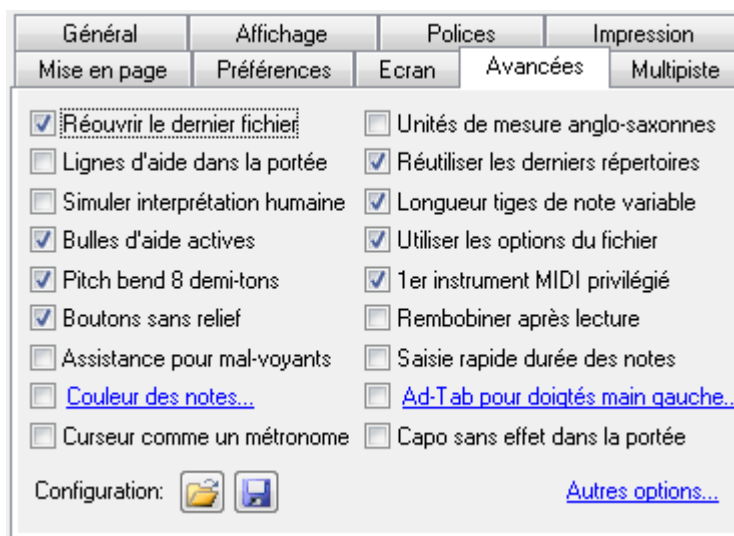 Général Affichage Polices Impression
Mise en page Préférences Ecran Avancées Multipiste
Réouvrir le dernier fichier Unités de mesure anglo-saxonnes
Lignes d'aide dans la portée Réutiliser les derniers répertoires
Simuler interprétation humaine Longueur tiges de note variable
Bulles d'aide actives Utiliser les options du fichier
Pitch bend 8 demi-tons 1er instrument MIDI privilégié
Boutons sans relief Rembobiner après lecture
Assistance pour mal-voyants Saisie rapide durée des notes
Couleur des notes... Ad-Tab pour doigtés main gauche..
Curseur comme un métronome Capo sans effet dans la portée
Configuration: Autres options...